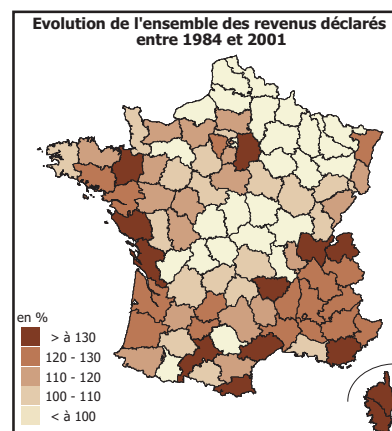 Evolution de l'ensemble des revenus déclarés
entre 1984 et 2001
en %
> à 130
120 - 130
110 - 120
100 - 110
< à 100